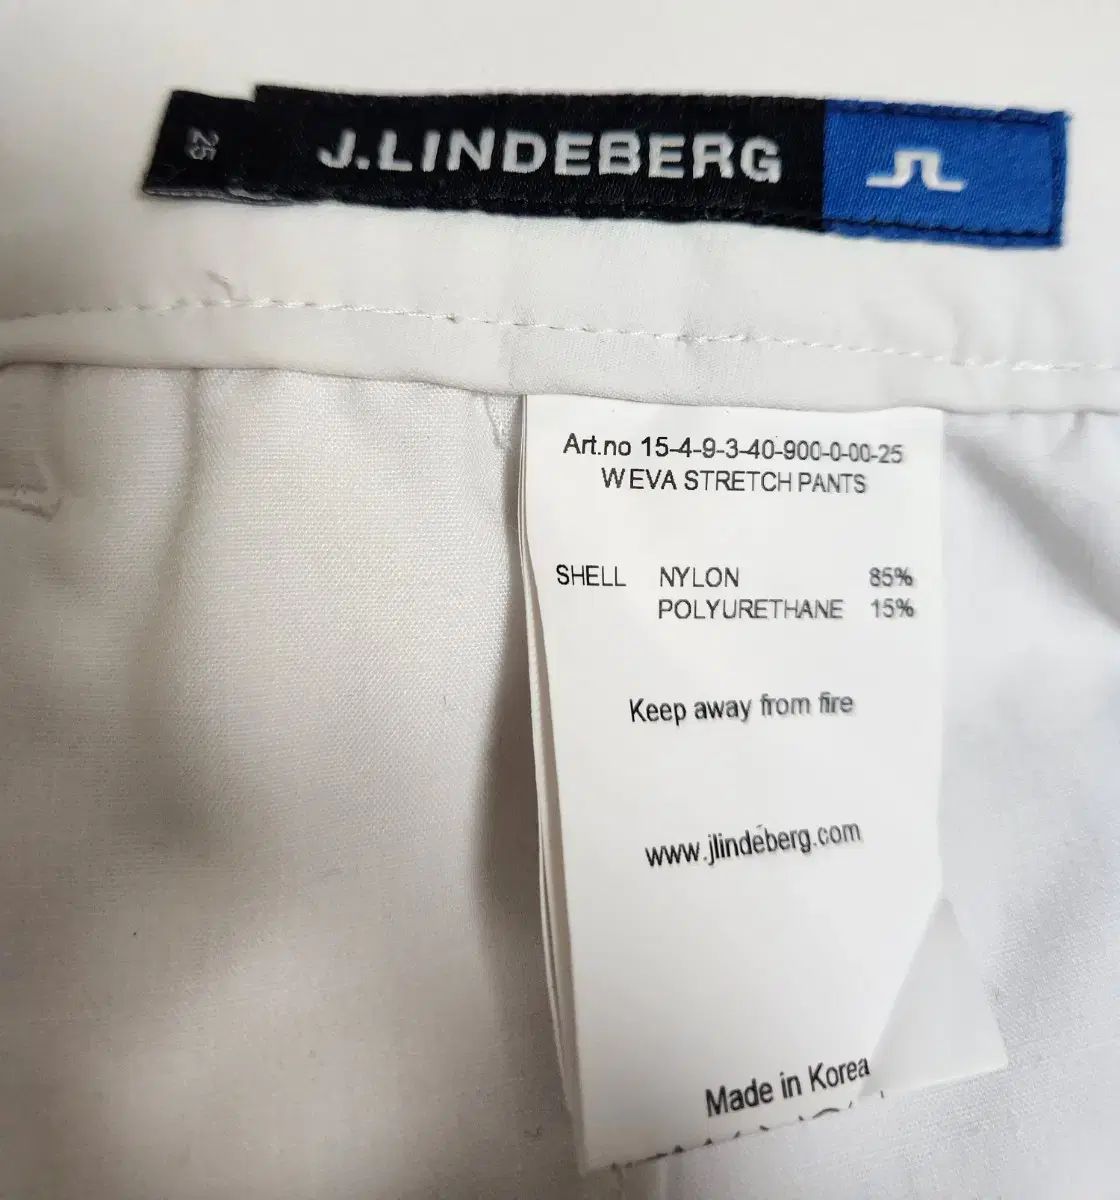 25
J.LINDEBERG
Art.no 15-4-9-3-40-900-0-00-25
W EVA STRETCH PANTS
SHELL NYLON 85%
POLYURETHANE 15%
Keep away from fire
www.jlindeberg.com
Made in Korea